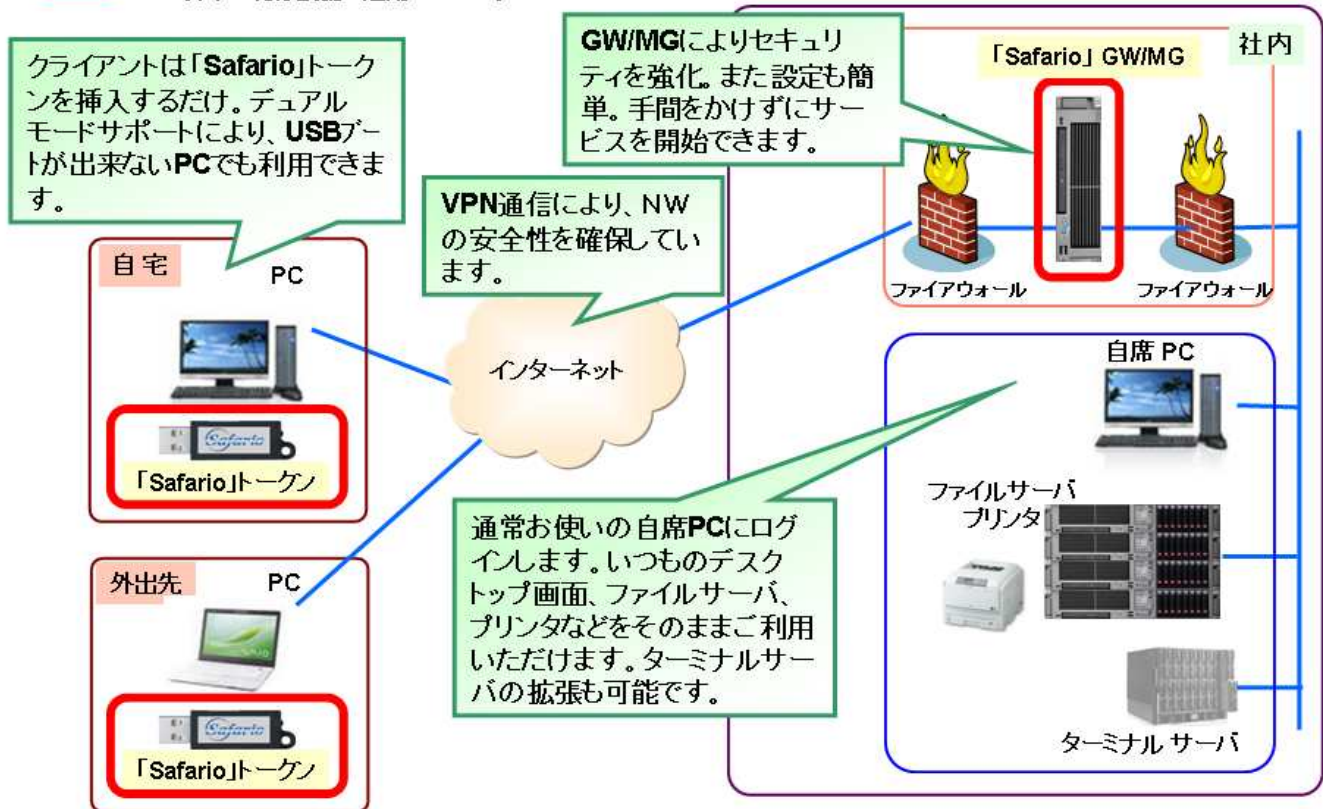 クライアントは「Safario」トーク
ンを挿入するだけ。デュアル
モードサポートにより、USBブー
トが出来ないPCでも利用できま
す。
GW/MGによりセキュリ
ティを強化。また設定も簡
単。手間をかけずにサー
ビスを開始できます。
社内
「Safario」 GW/MG
ファイアウォール
ファイアウォール
VPN通信により、NW
の安全性を確保してい
ます。
自宅
PC
Safario
「Safario」トークン
インターネット
自席 PC
ファイルサーバ
プリンタ
通常お使いの自席PCにログ
インします。いつものデスク
トップ画面、ファイルサーバ、
プリンタなどをそのままご利用
いただけます。ターミナルサー
バの拡張も可能です。
ターミナル サーバ
外出先
PC
Safario
「Safario」トークン